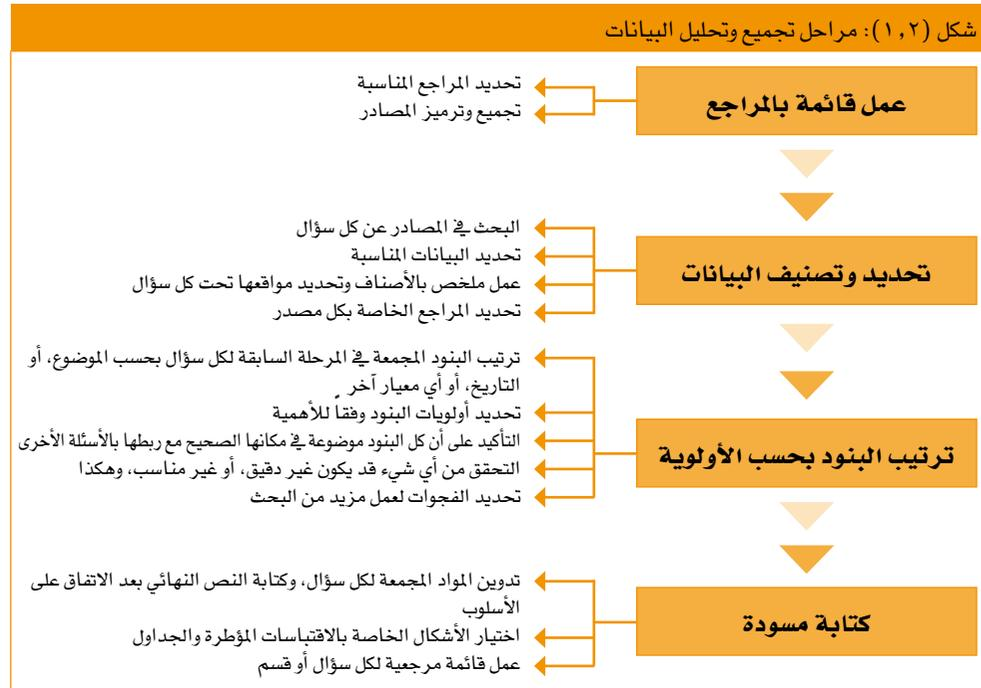 شكل (١,٢): مراحل تجميع وتحليل البيانات
عمل قائمة بالمراجع
تحديد المراجع المناسبة
تجميع وترميز المصادر
تحديد وتصنيف البيانات
البحث في المصادر عن كل سؤال
تحديد البيانات المناسبة
عمل ملخص بالأصناف وتحديد مواقعها تحت كل سؤال
تحديد المراجع الخاصة بكل مصدر
ترتيب البنود بحسب الأولوية
ترتيب البنود المجمعة في المرحلة السابقة لكل سؤال بحسب الموضوع، أو
التاريخ، أو أي معيار آخر
تحديد أولويات البنود وفقاً للأهمية
التأكيد على أن كل البنود موضوعة في مكانها الصحيح مع ربطها بالأسئلة الأخرى
التحقق من أي شيء قد يكون غير دقيق، أو غير مناسب، وهكذا
تحديد الفجوات لعمل مزيد من البحث
كتابة مسودة
تدوين المواد المجمعة لكل سؤال، وكتابة النص النهائي بعد الاتفاق على
الأسلوب
اختيار الأشكال الخاصة بالاقتباسات المؤطرة والجداول
عمل قائمة مرجعية لكل سؤال أو قسم